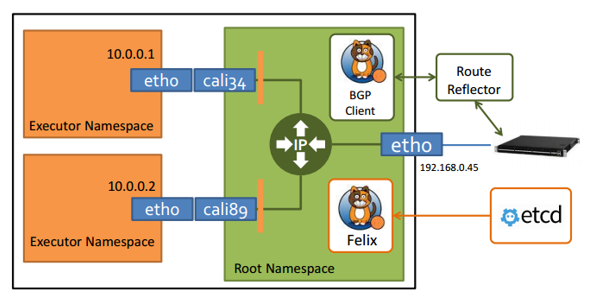 10.0.0.1
etho
cali34
Executor Namespace
10.0.0.2
etho
cali89
Executor Namespace
IP
BGP
Client
Felix
Root Namespace
etho
192.168.0.45
Route
Reflector
etcd